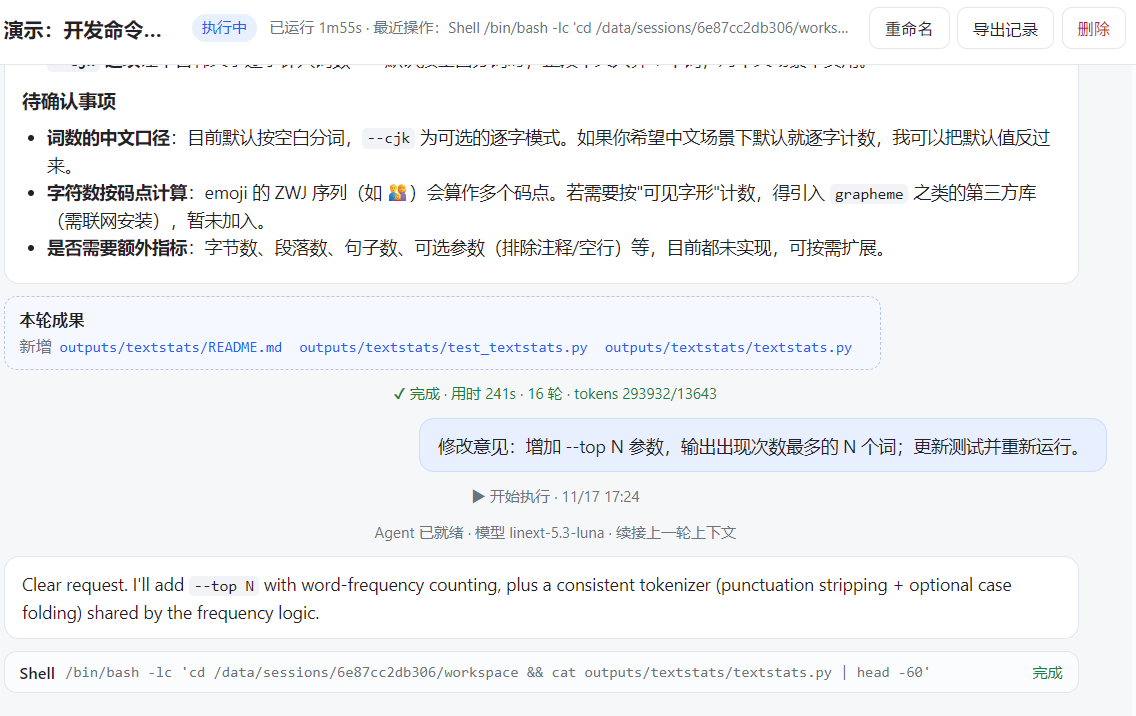 演示：开发命令... 执行中 已运行 1m55s · 最近操作：Shell /bin/bash -lc 'cd /data/sessions/6e87cc2db306/works... 重命名 导出记录 删除
待确认事项
• 词数的中文口径：目前默认按空白分词，--cjk 为可选的逐字模式。如果你希望中文场景下默认就逐字计数，我可以把默认值反过
来。
• 字符数按码点计算：emoji 的 ZWJ 序列（如 👫）会算作多个码点。若需要按"可见字形"计数，得引入 grapheme 之类的第三方库
（需联网安装），暂未加入。
• 是否需要额外指标：字节数、段落数、句子数、可选参数（排除注释/空行）等，目前都未实现，可按需扩展。
本轮成果
新增 outputs/textstats/README.md outputs/textstats/test_textstats.py outputs/textstats/textstats.py
✓ 完成 · 用时 241s · 16 轮 · tokens 293932/13643
修改意见：增加 --top N 参数，输出出现次数最多的 N 个词；更新测试并重新运行。
▶ 开始执行 · 11/17 17:24
Agent 已就绪 · 模型 linext-5.3-luna · 续接上一轮上下文
Clear request. I'll add --top N with word-frequency counting, plus a consistent tokenizer (punctuation stripping + optional case
folding) shared by the frequency logic.
Shell /bin/bash -lc 'cd /data/sessions/6e87cc2db306/workspace && cat outputs/textstats/textstats.py | head -60' 完成